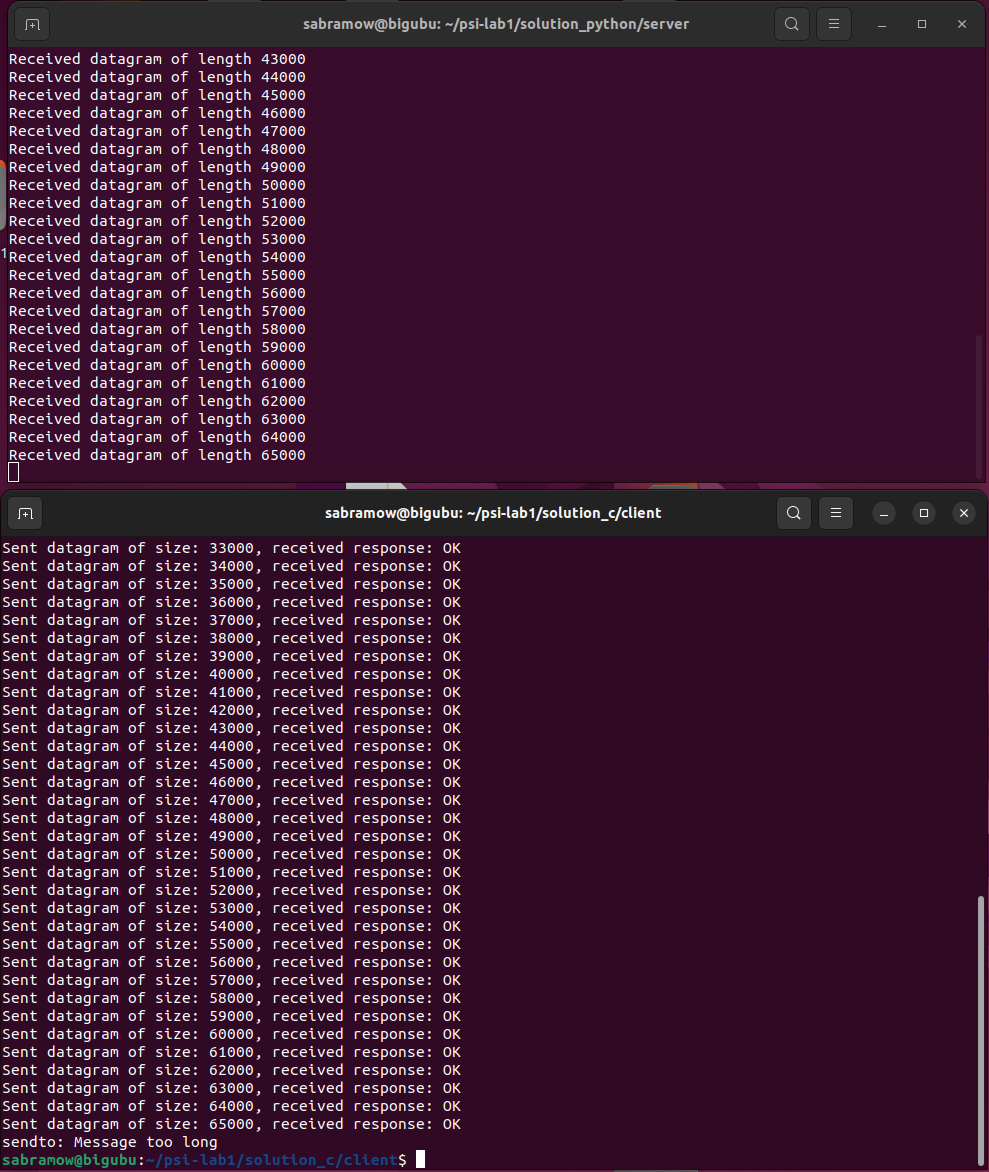 sabramow@bigubu: ~/psi-lab1/solution_python/server
Received datagram of length 43000
Received datagram of length 44000
Received datagram of length 45000
Received datagram of length 46000
Received datagram of length 47000
Received datagram of length 48000
Received datagram of length 49000
Received datagram of length 50000
Received datagram of length 51000
Received datagram of length 52000
Received datagram of length 53000
1
Received datagram of length 54000
Received datagram of length 55000
Received datagram of length 56000
Received datagram of length 57000
Received datagram of length 58000
Received datagram of length 59000
Received datagram of length 60000
Received datagram of length 61000
Received datagram of length 62000
Received datagram of length 63000
Received datagram of length 64000
Received datagram of length 65000
sabramow@bigubu: ~/psi-lab1/solution_c/client
Sent datagram of size: 33000, received response: OK
Sent datagram of size: 34000, received response: OK
Sent datagram of size: 35000, received response: OK
Sent datagram of size: 36000, received response: OK
Sent datagram of size: 37000, received response: OK
Sent datagram of size: 38000, received response: OK
Sent datagram of size: 39000, received response: OK
Sent datagram of size: 40000, received response: OK
Sent datagram of size: 41000, received response: OK
Sent datagram of size: 42000, received response: OK
Sent datagram of size: 43000, received response: OK
Sent datagram of size: 44000, received response: OK
Sent datagram of size: 45000, received response: OK
Sent datagram of size: 46000, received response: OK
Sent datagram of size: 47000, received response: OK
Sent datagram of size: 48000, received response: OK
Sent datagram of size: 49000, received response: OK
Sent datagram of size: 50000, received response: OK
Sent datagram of size: 51000, received response: OK
Sent datagram of size: 52000, received response: OK
Sent datagram of size: 53000, received response: OK
Sent datagram of size: 54000, received response: OK
Sent datagram of size: 55000, received response: OK
Sent datagram of size: 56000, received response: OK
Sent datagram of size: 57000, received response: OK
Sent datagram of size: 58000, received response: OK
Sent datagram of size: 59000, received response: OK
Sent datagram of size: 60000, received response: OK
Sent datagram of size: 61000, received response: OK
Sent datagram of size: 62000, received response: OK
Sent datagram of size: 63000, received response: OK
Sent datagram of size: 64000, received response: OK
Sent datagram of size: 65000, received response: OK
sendto: Message too long
sabramow@bigubu:~/psi-lab1/solution_c/client$